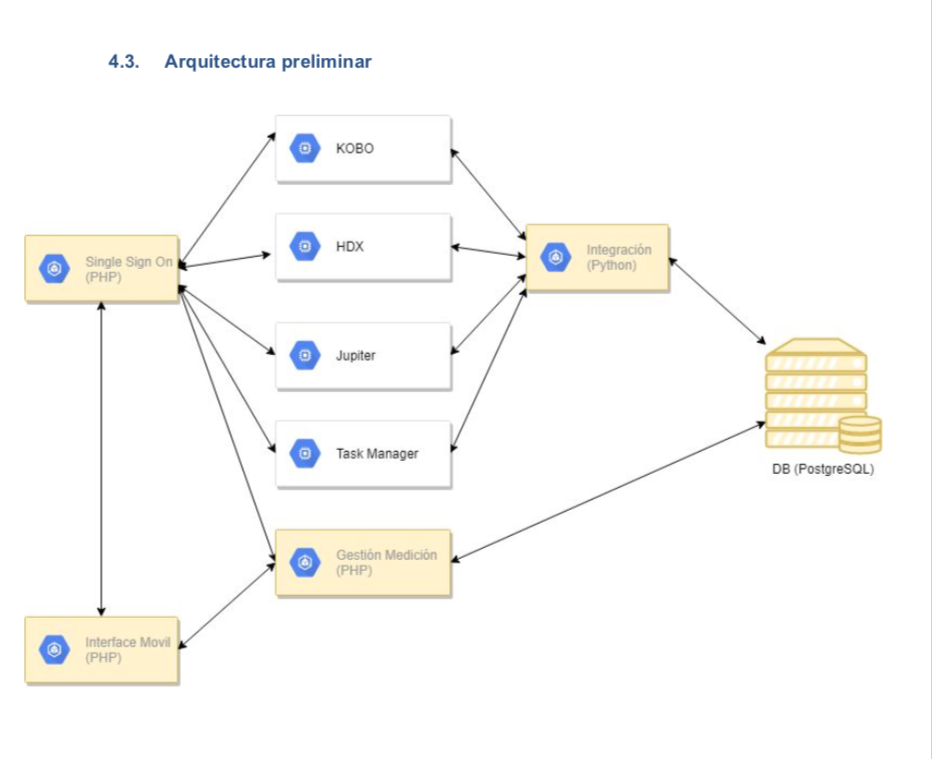 4.3. Arquitectura preliminar
KOBO
HDX
Single Sign On
(PHP)
Integración
(Python)
Jupiter
Task Manager
DB (PostgreSQL)
Gestión Medición
(PHP)
Interface Movil
(PHP)